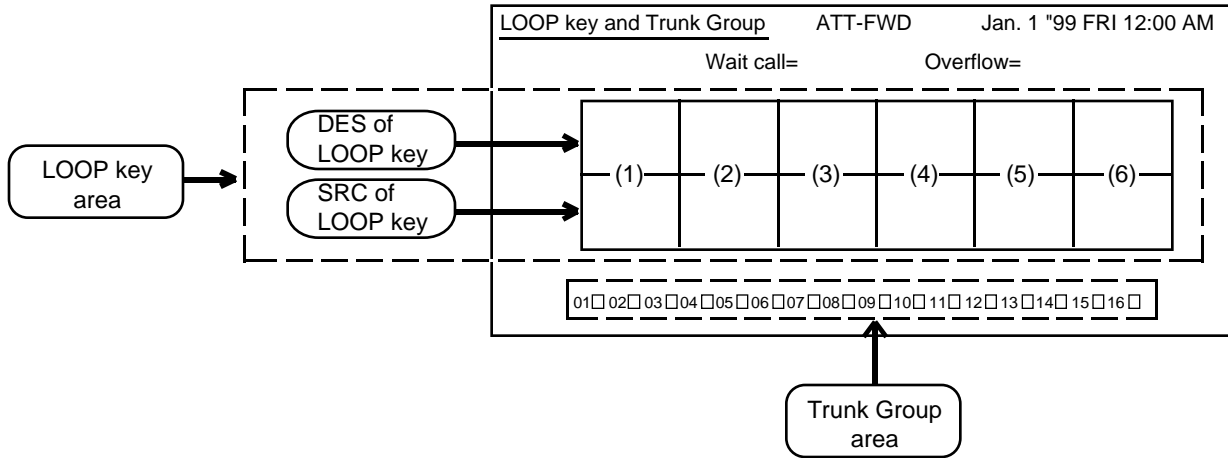 LOOP key and Trunk Group ATT-FWD Jan. 1 "99 FRI 12:00 AM
Wait call= Overflow=
DES of
LOOP key
LOOP key
area
(1) (2) (3) (4) (5) (6)
SRC of
LOOP key
01□ 02□ 03□ 04□ 05□ 06□ 07□ 08□ 09□ 10□ 11□ 12□ 13□ 14□ 15□ 16□
Trunk Group
area